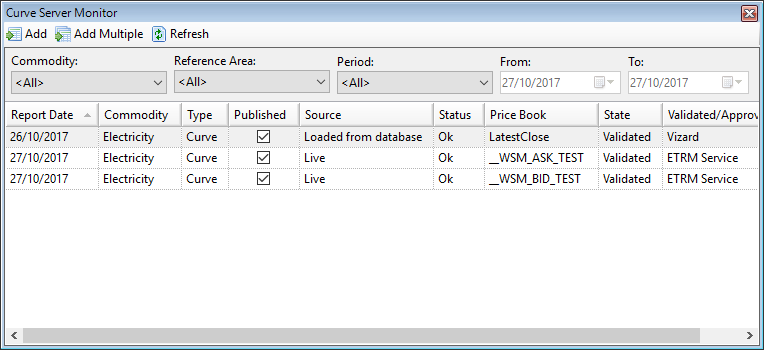 Curve Server Monitor
Add Add Multiple Refresh
Commodity: Reference Area: Period: From: To:
<All> <All> <All> 27/10/2017 27/10/2017
Report Date Commodity Type Published Source Status Price Book State Validated/Approv
26/10/2017 Electricity Curve Loaded from database Ok LatestClose Validated Vizard
27/10/2017 Electricity Curve Live Ok __WSM_ASK_TEST Validated ETRM Service
27/10/2017 Electricity Curve Live Ok __WSM_BID_TEST Validated ETRM Service